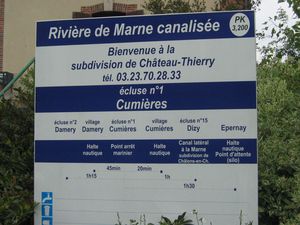 Rivière de Marne canalisée
PK
3,200
Bienvenue à la
subdivision de Château-Thierry
tél. 03.23.70.28.33
écluse n°1
Cumières
écluse n°2 village écluse n°1 village écluse n°15
Damery Damery Cumières Cumières Dizy Epernay
Halte nautique Point arrêt marinier Halte nautique Canal latéral à la Marne subdivision de Châlons-en-Ch. Halte nautique Point d'attente (silo)
45min 20min
1h15 1h
1h30